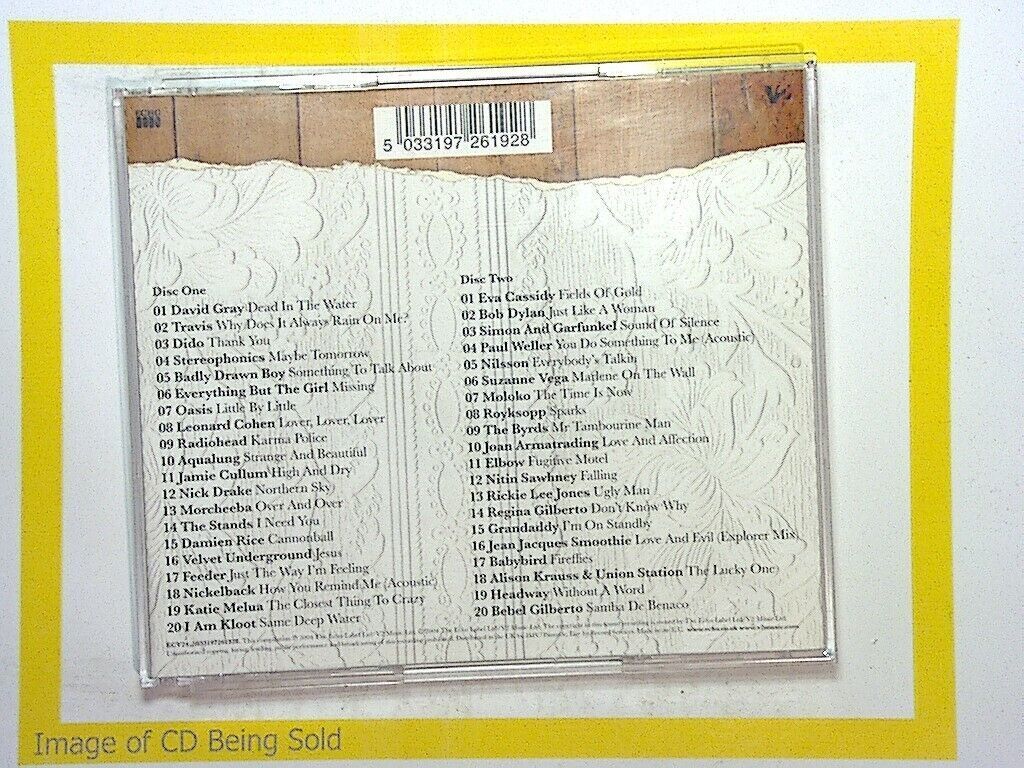 5 033197 261928
Disc One
01 David Gray Dead In The Water
02 Travis Why Does It Always Rain On Me?
03 Dido Thank You
04 Stereophonics Maybe Tomorrow
05 Badly Drawn Boy Something To Talk About
06 Everything But The Girl Missing
07 Oasis Little By Little
08 Leonard Cohen Lover, Lover, Lover
09 Radiohead Karma Police
10 Aqualung Strange And Beautiful
11 Jamie Cullum High And Dry
12 Nick Drake Northern Sky
13 Morcheeba Over And Over
14 The Stands I Need You
15 Damien Rice Cannonball
16 Velvet Underground Jesus
17 Feeder Just The Way I'm Feeling
18 Nickelback How You Remind Me (Acoustic)
19 Katie Melua The Closest Thing To Crazy
20 I Am Kloot Same Deep Water
Disc Two
01 Eva Cassidy Fields Of Gold
02 Bob Dylan Just Like A Woman
03 Simon And Garfunkel Sound Of Silence
04 Paul Weller You Do Something To Me (Acoustic)
05 Nilsson Everybody's Talkin
06 Suzanne Vega Marlene On The Wall
07 Moloko The Time Is Now
08 Royksopp Sparks
09 The Byrds Mr Tambourine Man
10 Joan Armatrading Love And Affection
11 Elbow Fugitive Motel
12 Nitin Sawhney Falling
13 Rickie Lee Jones Ugly Man
14 Regina Gilberto Don't Know Why
15 Grandaddy I'm On Standby
16 Jean Jacques Smoothie Love And Evil (Explorer Mix)
17 Babybird Fireflies
18 Alison Krauss & Union Station The Lucky One
19 Headway Without A Word
20 Bebel Gilberto Samba De Benaco
Image of CD Being Sold